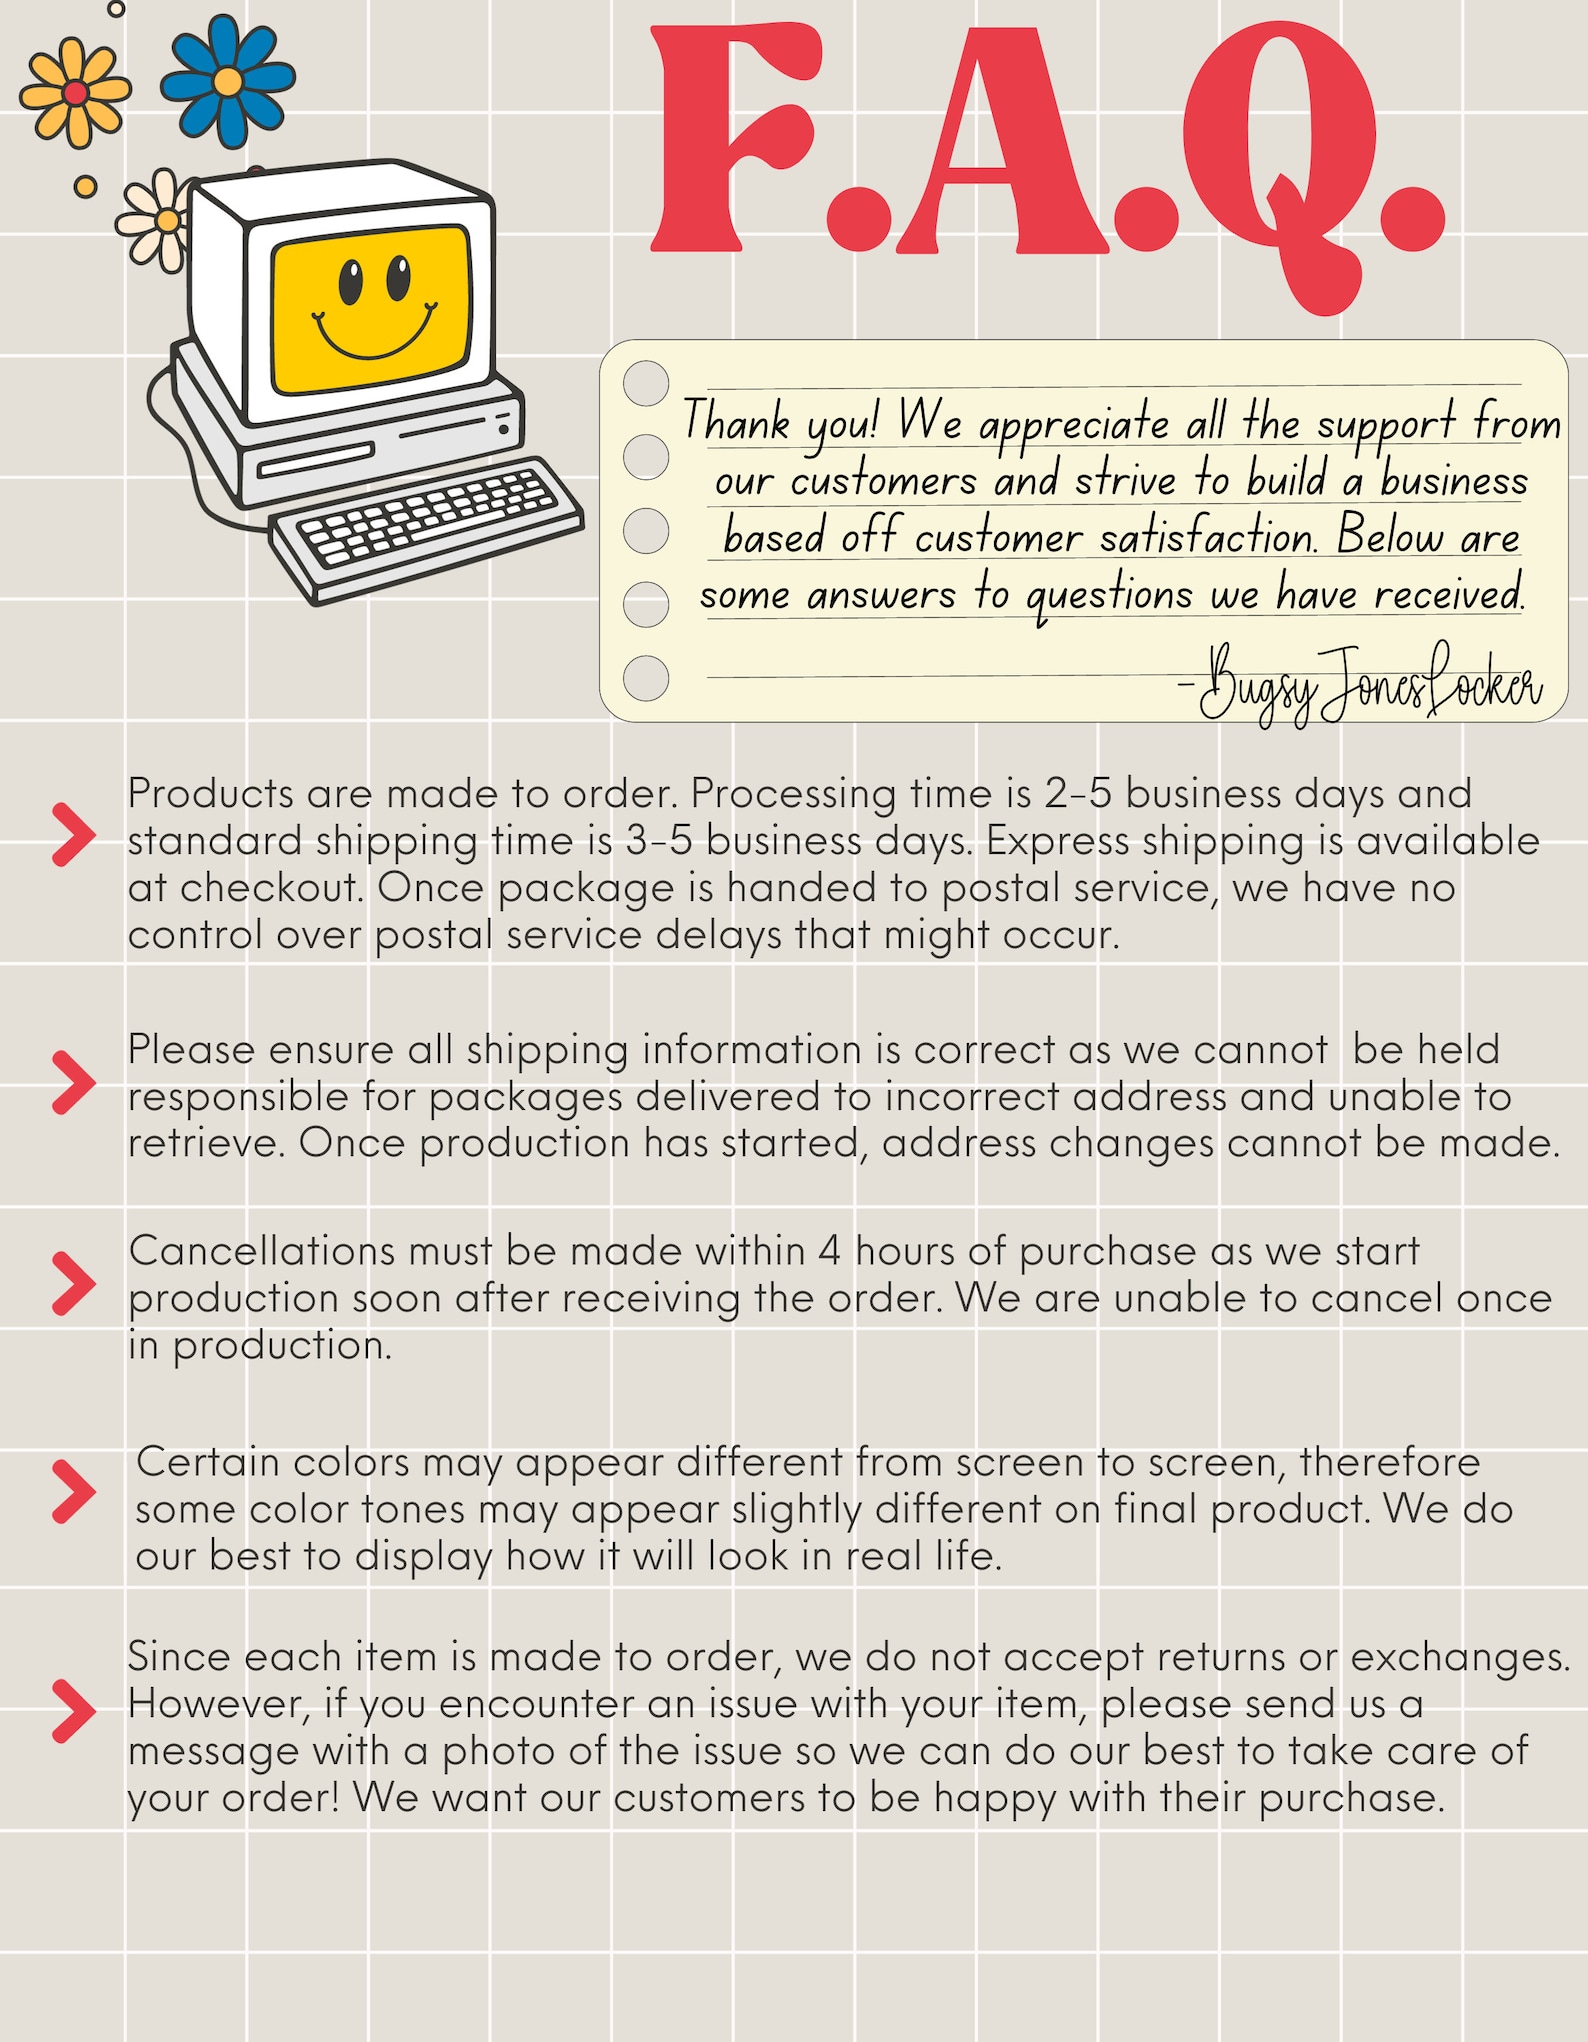 F.A.Q.
Thank you! We appreciate all the support from
our customers and strive to build a business
based off customer satisfaction. Below are
some answers to questions we have received.
-Bugsy Jones Locker
Products are made to order. Processing time is 2-5 business days and
standard shipping time is 3-5 business days. Express shipping is available
at checkout. Once package is handed to postal service, we have no
control over postal service delays that might occur.
Please ensure all shipping information is correct as we cannot  be held
responsible for packages delivered to incorrect address and unable to
retrieve. Once production has started, address changes cannot be made.
Cancellations must be made within 4 hours of purchase as we start
production soon after receiving the order. We are unable to cancel once
in production.
Certain colors may appear different from screen to screen, therefore
some color tones may appear slightly different on final product. We do
our best to display how it will look in real life.
Since each item is made to order, we do not accept returns or exchanges.
However, if you encounter an issue with your item, please send us a
message with a photo of the issue so we can do our best to take care of
your order! We want our customers to be happy with their purchase.